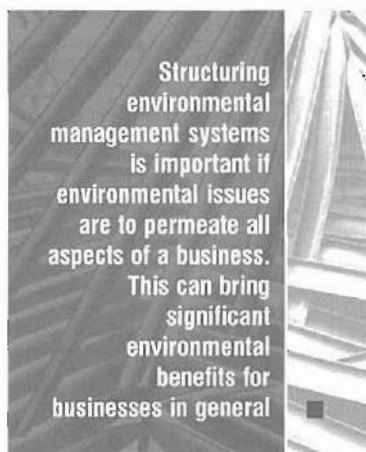 Structuring
environmental
management systems
is important if
environmental issues
are to permeate all
aspects of a business.
This can bring
significant
environmental
benefits for
businesses in general